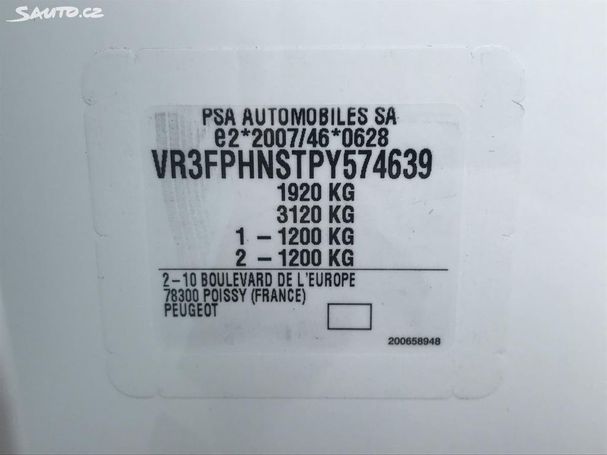 Sauto.cz
PSA AUTOMOBILES SA
e2*2007/46*0628
VR3FPHNSTPY574639
1920 KG
3120 KG
1 – 1200 KG
2 – 1200 KG
2–10 BOULEVARD DE L'EUROPE
78300 POISSY (FRANCE)
PEUGEOT
200658948